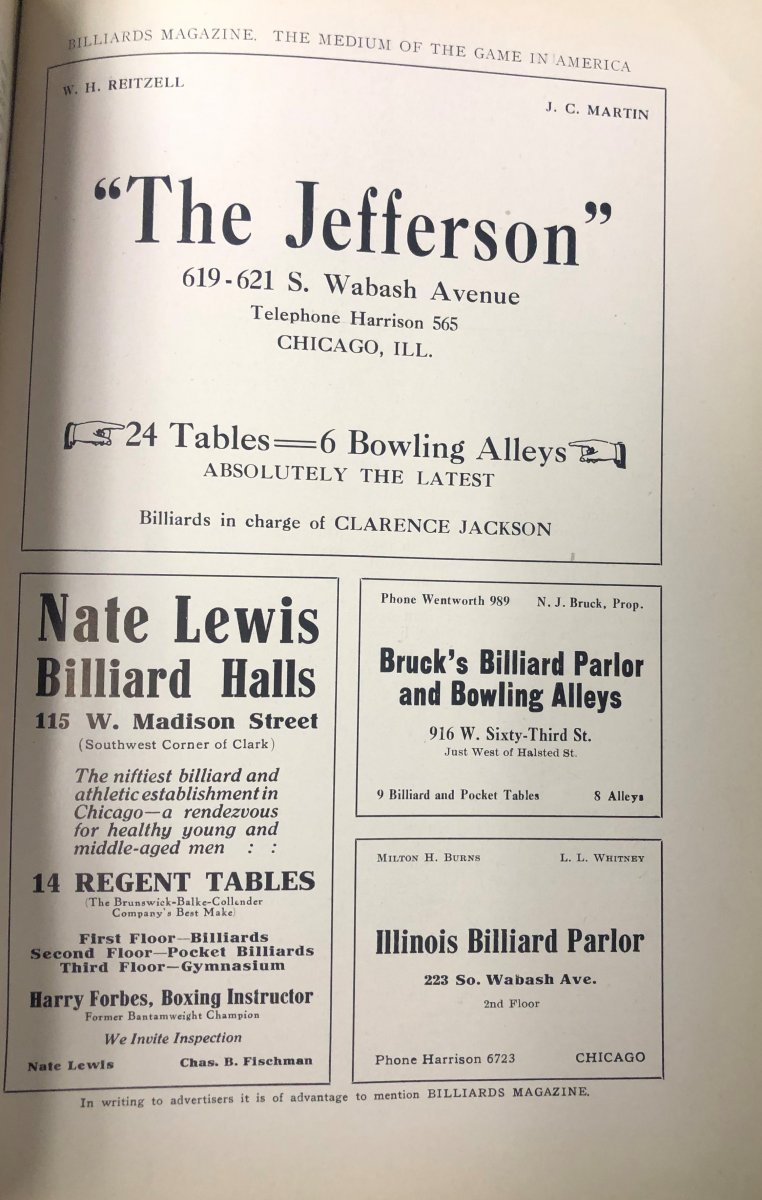 BILLIARDS MAGAZINE. THE MEDIUM OF THE GAME IN AMERICA
W. H. REITZELL
J. C. MARTIN
“The Jefferson”
619-621 S. Wabash Avenue
Telephone Harrison 565
CHICAGO, ILL.
24 Tables=6 Bowling Alleys
ABSOLUTELY THE LATEST
Billiards in charge of CLARENCE JACKSON
Nate Lewis
Billiard Halls
115 W. Madison Street
(Southwest Corner of Clark)
The niftiest billiard and
athletic establishment in
Chicago—a rendezvous
for healthy young and
middle-aged men : :
14 REGENT TABLES
(The Brunswick-Balke-Collender
Company's Best Make)
First Floor—Billiards
Second Floor—Pocket Billiards
Third Floor—Gymnasium
Harry Forbes, Boxing Instructor
Former Bantamweight Champion
We Invite Inspection
Nate Lewis Chas. B. Fischman
Phone Wentworth 989 N. J. Bruck, Prop.
Bruck's Billiard Parlor
and Bowling Alleys
916 W. Sixty-Third St.
Just West of Halsted St.
9 Billiard and Pocket Tables 8 Alleys
MILTON H. BURNS L. L. WHITNEY
Illinois Billiard Parlor
223 So. Wabash Ave.
2nd Floor
Phone Harrison 6723 CHICAGO
In writing to advertisers it is of advantage to mention BILLIARDS MAGAZINE.